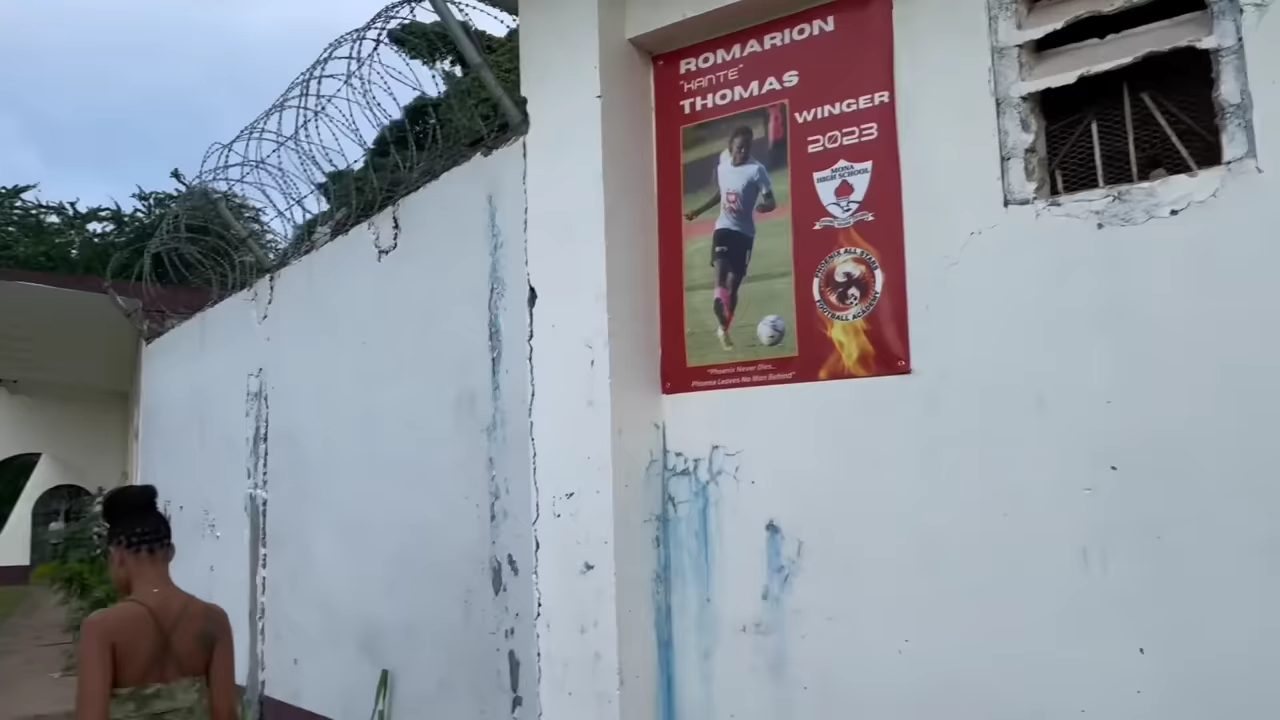 ROMARION
"KANTE"
THOMAS
WINGER
2023
MONA
HIGH SCHOOL
PHOENIX ALL STARS
FOOTBALL ACADEMY
"Phoenix Never Dies...
Phoenix Leaves No Man Behind"